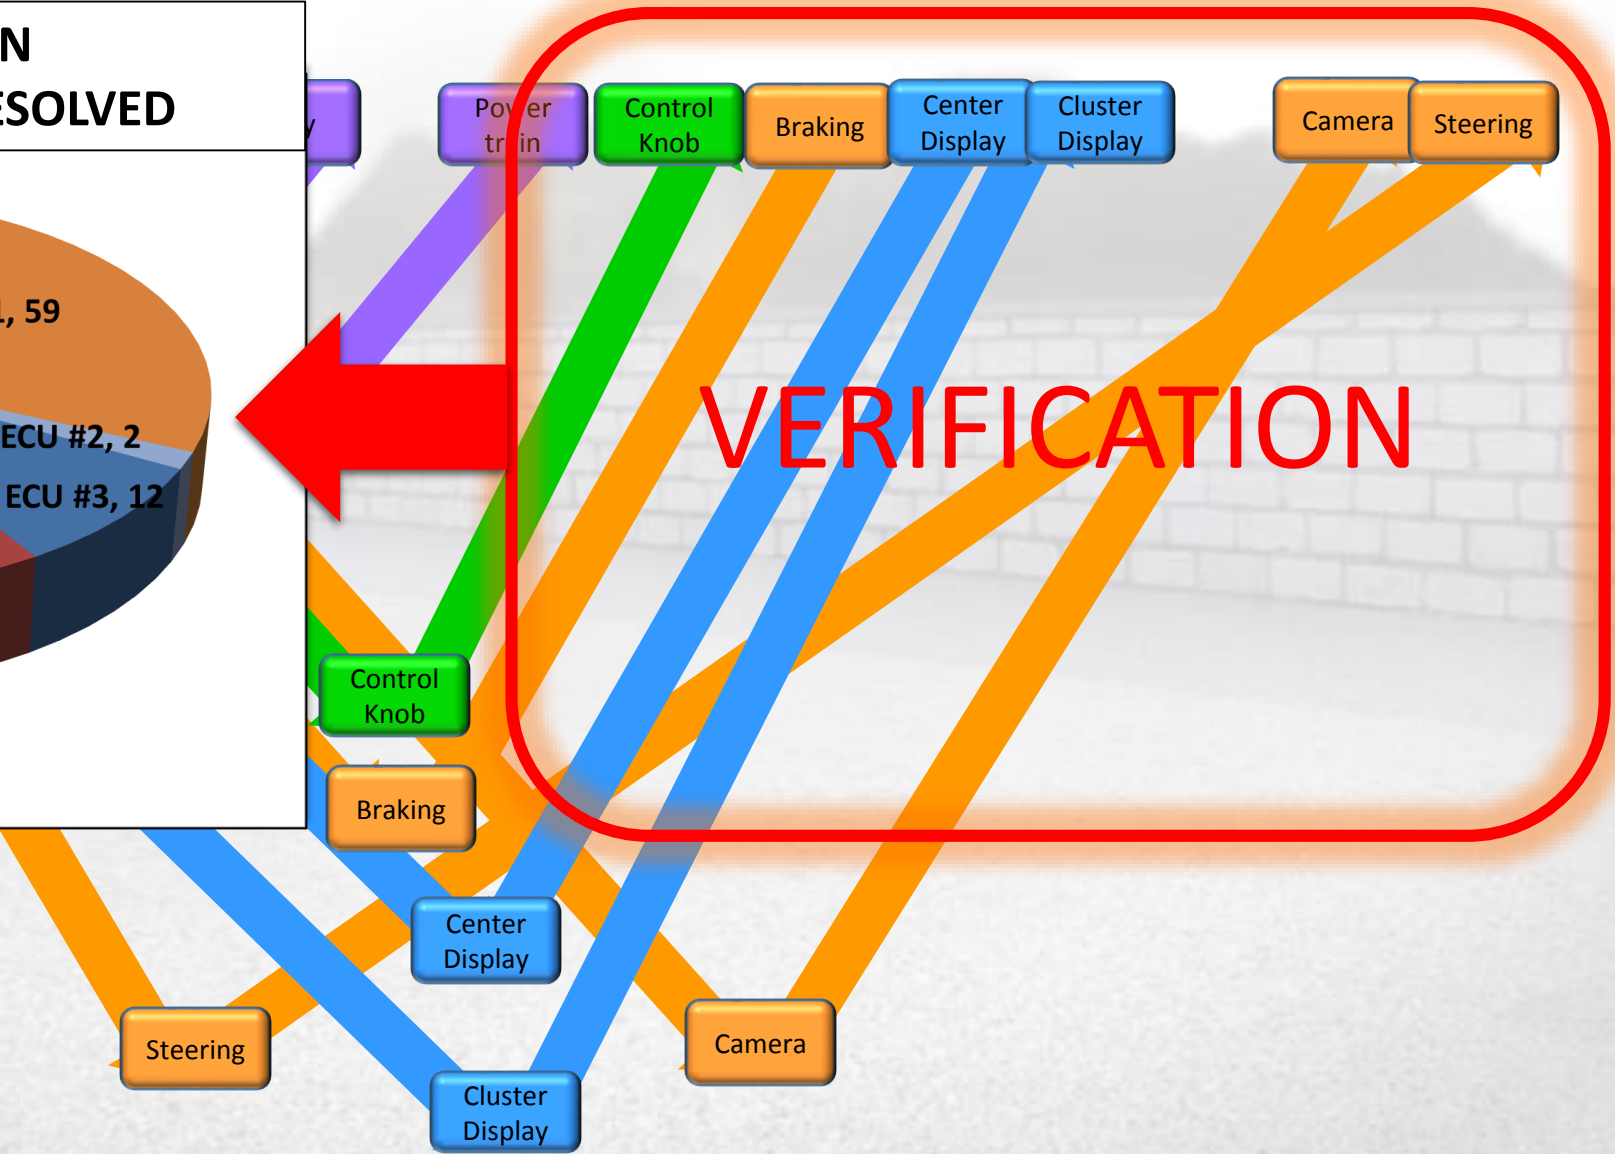 N
ESOLVED
y
Power
train
Control
Knob
Braking
Center
Display
Cluster
Display
Camera
Steering
, 59
ECU #2, 2
ECU #3, 12
VERIFICATION
Control
Knob
Braking
Center
Display
Steering
Camera
Cluster
Display